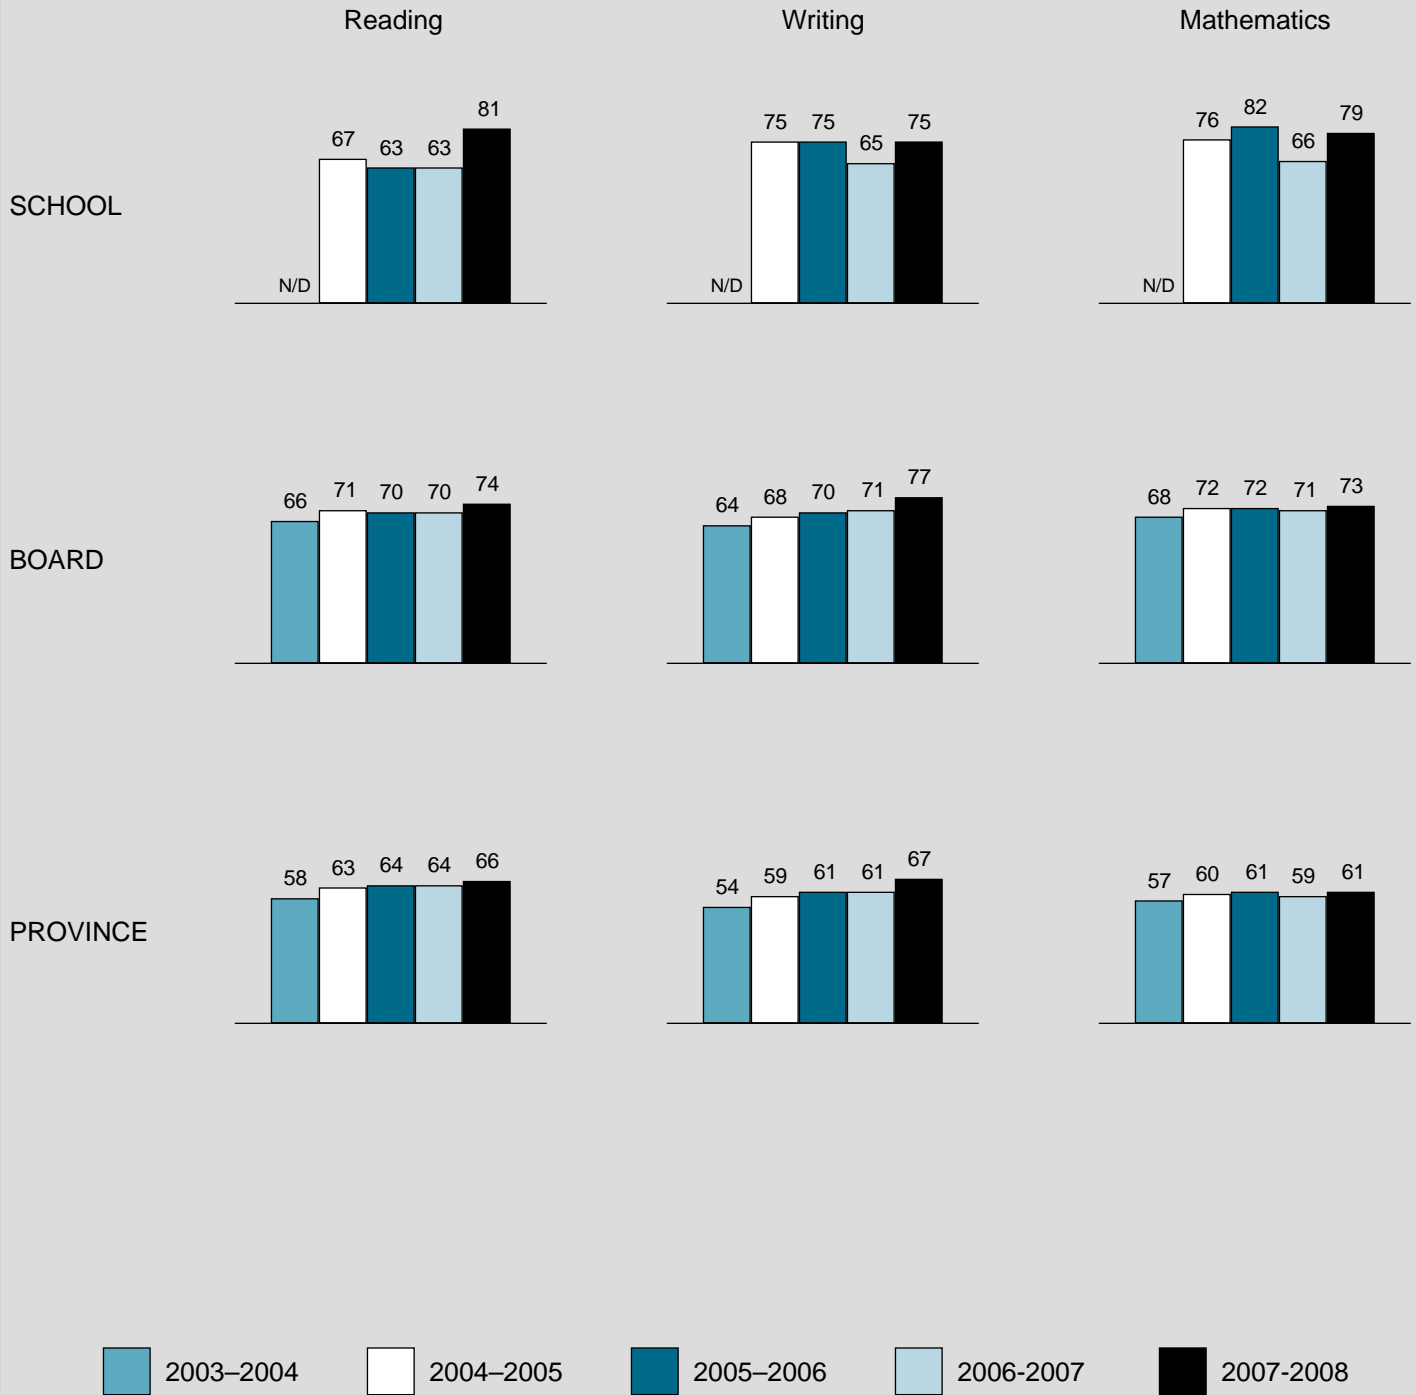 Reading Writing Mathematics
SCHOOL
67 63 63 81
N/D
75 75 65 75
N/D
76 82 66 79
N/D
BOARD
66 71 70 70 74
64 68 70 71 77
68 72 72 71 73
PROVINCE
58 63 64 64 66
54 59 61 61 67
57 60 61 59 61
2003–2004 2004–2005 2005–2006 2006-2007 2007-2008